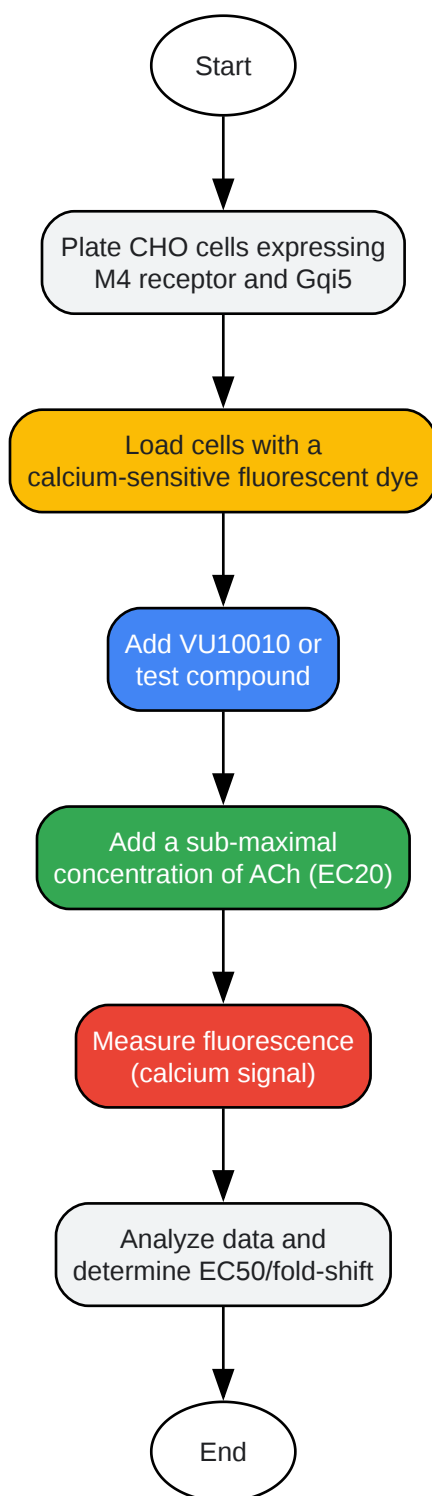 Start
Plate CHO cells expressing
M4 receptor and Gqi5
Load cells with a
calcium-sensitive fluorescent dye
Add VU10010 or
test compound
Add a sub-maximal
concentration of ACh (EC20)
Measure fluorescence
(calcium signal)
Analyze data and
determine EC50/fold-shift
End